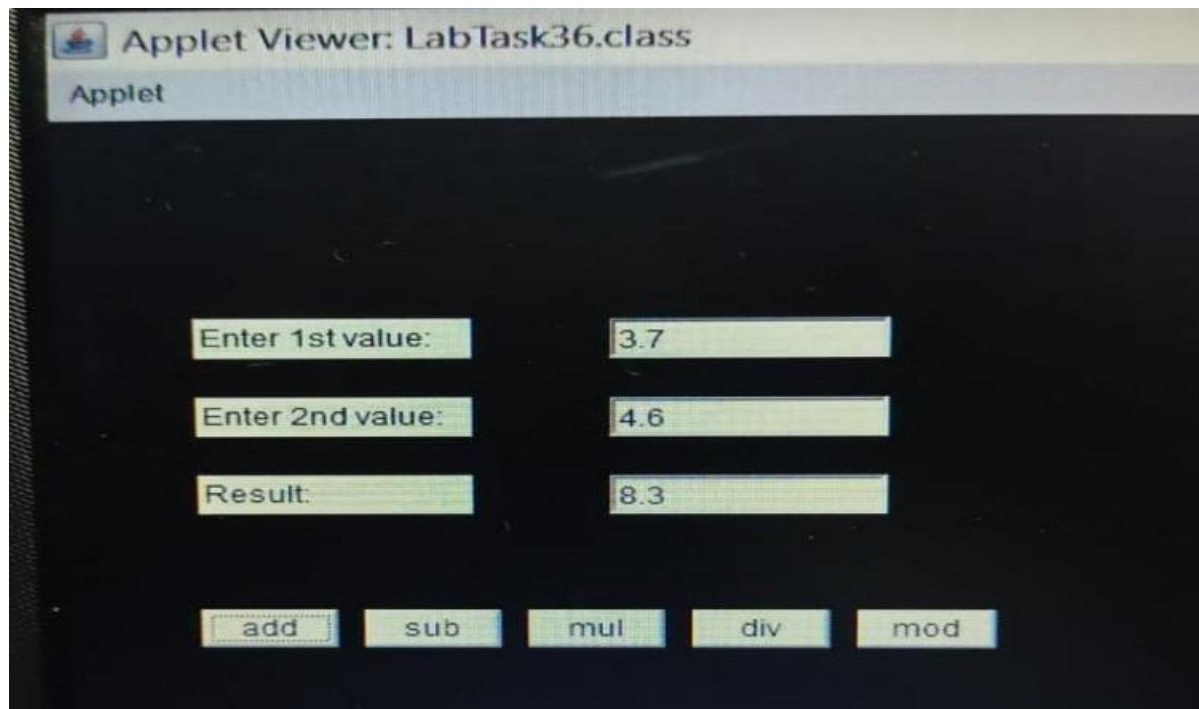 Applet Viewer: LabTask36.class
Applet
Enter 1st value: 3.7
Enter 2nd value: 4.6
Result: 8.3
add sub mul div mod